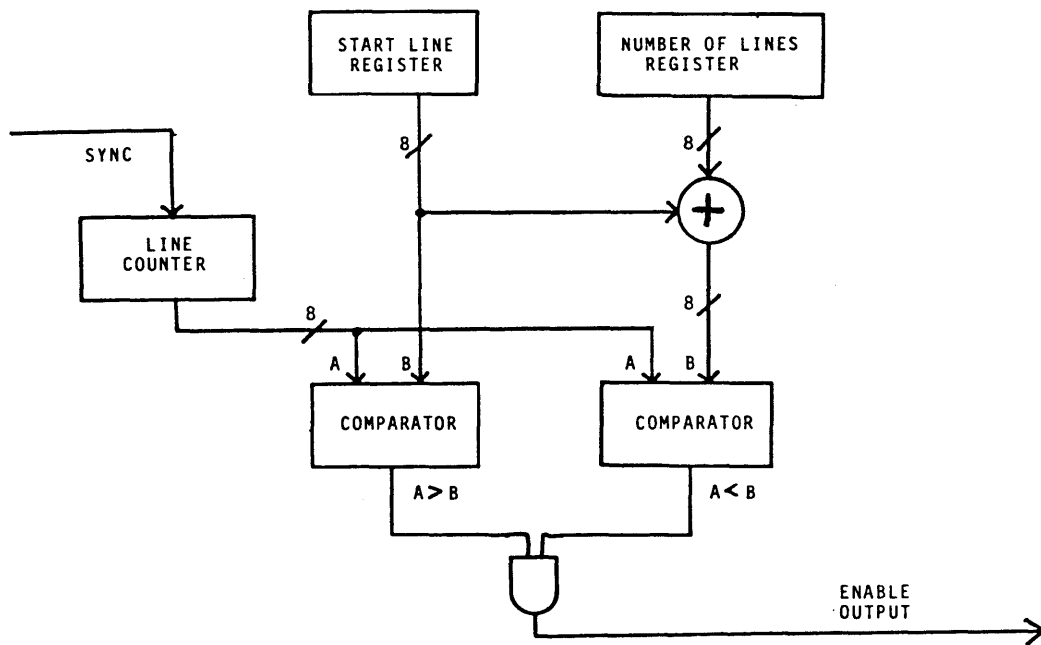 START LINE
REGISTER
NUMBER OF LINES
REGISTER
8
8
SYNC
LINE
COUNTER
+
8
8
A
B
A
B
COMPARATOR
COMPARATOR
A>B
A<B
ENABLE
OUTPUT